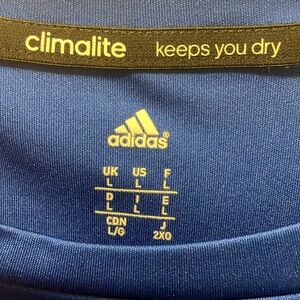 climalite keeps you dry
adidas®
UK US F
L L L
D I E
L L L
CDN J
L/G 2XO